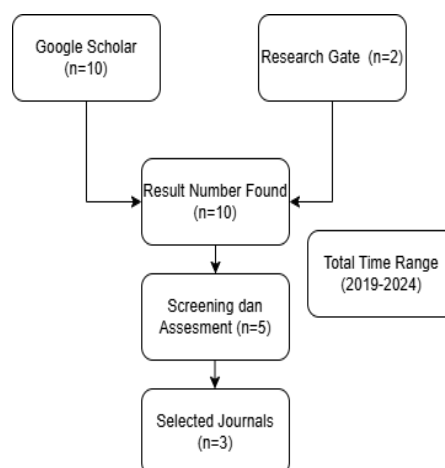 Google Scholar
(n=10)
Research Gate (n=2)
Result Number Found
(n=10)
Total Time Range
(2019-2024)
Screening dan
Assesment (n=5)
Selected Journals
(n=3)